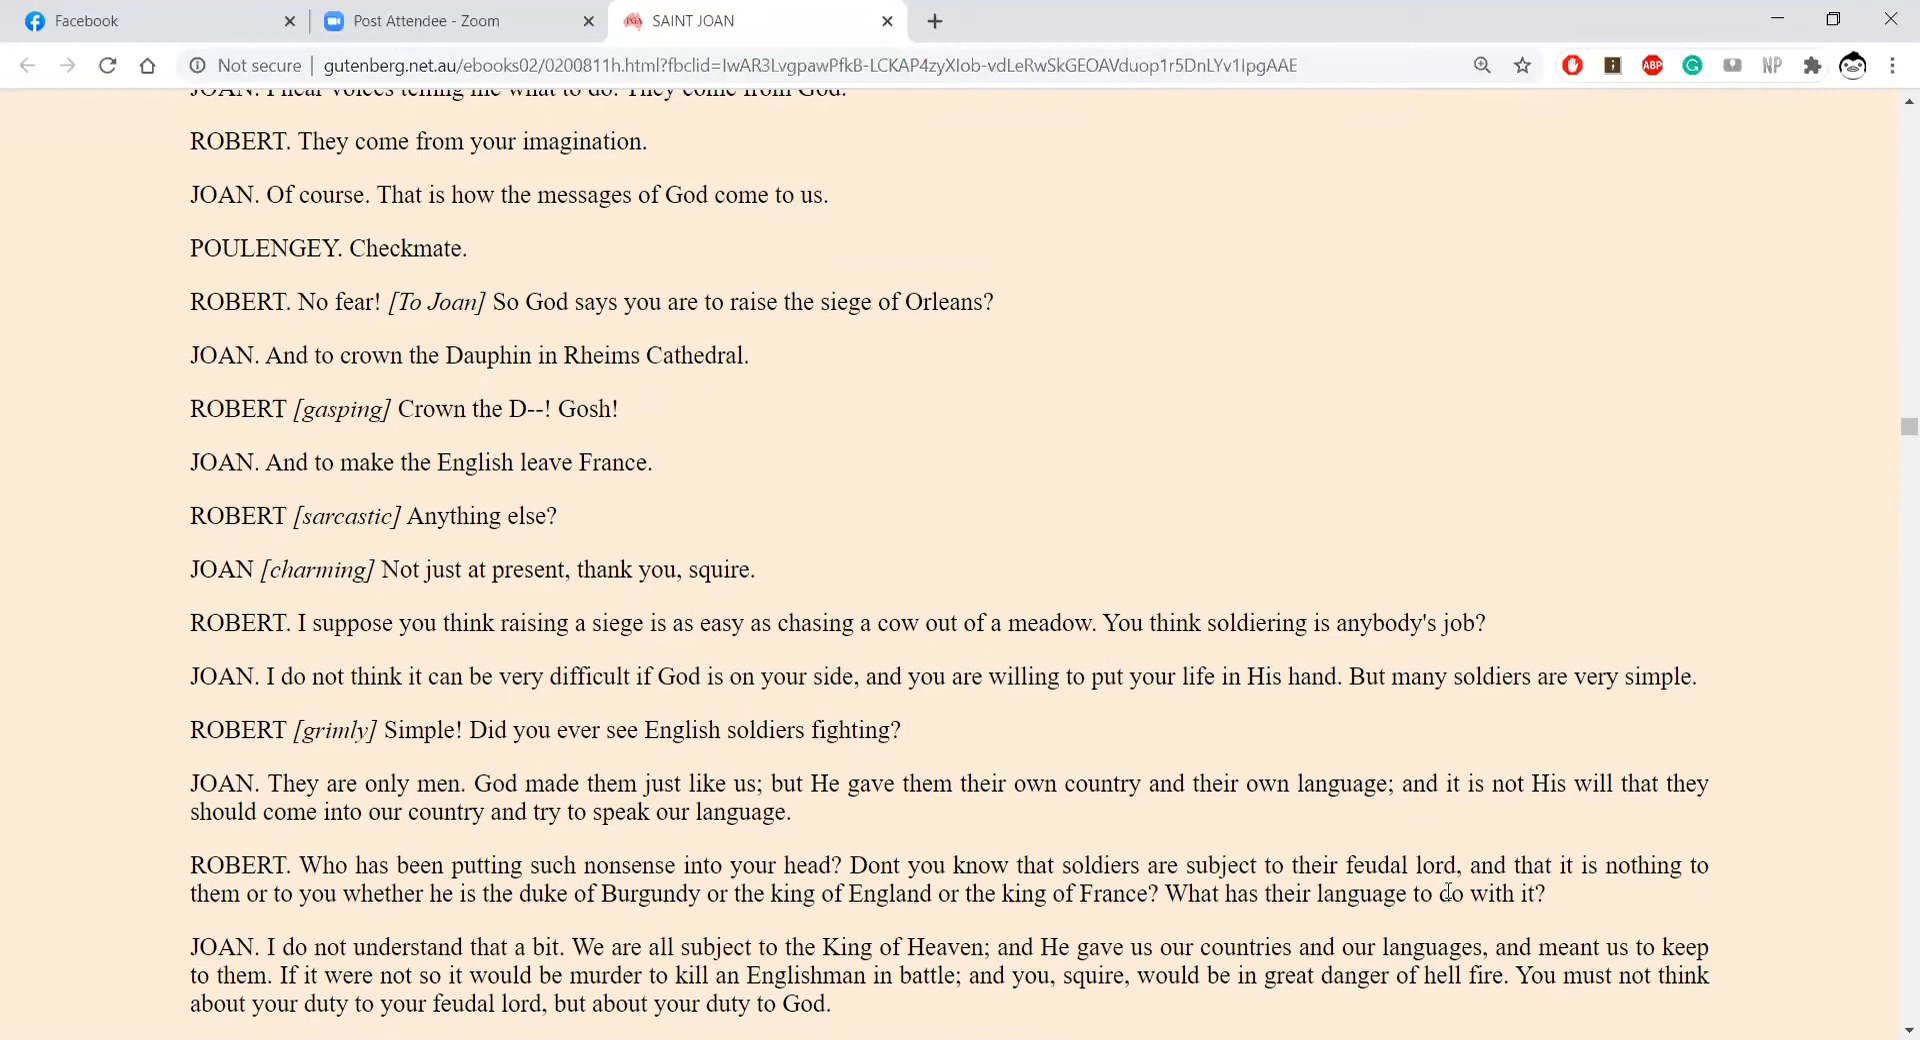 Facebook
Post Attendee - Zoom
SAINT JOAN
Not secure | gutenberg.net.au/ebooks02/0200811h.html?fbclid=IwAR3LvgpawPfkB-LCKAP4zyXIob-vdLeRwSkGEOAVduop1r5DnLYv1IpgAAE
ABP
NP
JOAN. I hear voices telling me what to do. They come from God.
ROBERT. They come from your imagination.
JOAN. Of course. That is how the messages of God come to us.
POULENGEY. Checkmate.
ROBERT. No fear! [To Joan] So God says you are to raise the siege of Orleans?
JOAN. And to crown the Dauphin in Rheims Cathedral.
ROBERT [gasping] Crown the D--! Gosh!
JOAN. And to make the English leave France.
ROBERT [sarcastic] Anything else?
JOAN [charming] Not just at present, thank you, squire.
ROBERT. I suppose you think raising a siege is as easy as chasing a cow out of a meadow. You think soldiering is anybody's job?
JOAN. I do not think it can be very difficult if God is on your side, and you are willing to put your life in His hand. But many soldiers are very simple.
ROBERT [grimly] Simple! Did you ever see English soldiers fighting?
JOAN. They are only men. God made them just like us; but He gave them their own country and their own language; and it is not His will that they
should come into our country and try to speak our language.
ROBERT. Who has been putting such nonsense into your head? Dont you know that soldiers are subject to their feudal lord, and that it is nothing to
them or to you whether he is the duke of Burgundy or the king of England or the king of France? What has their language to do with it?
JOAN. I do not understand that a bit. We are all subject to the King of Heaven; and He gave us our countries and our languages, and meant us to keep
to them. If it were not so it would be murder to kill an Englishman in battle; and you, squire, would be in great danger of hell fire. You must not think
about your duty to your feudal lord, but about your duty to God.